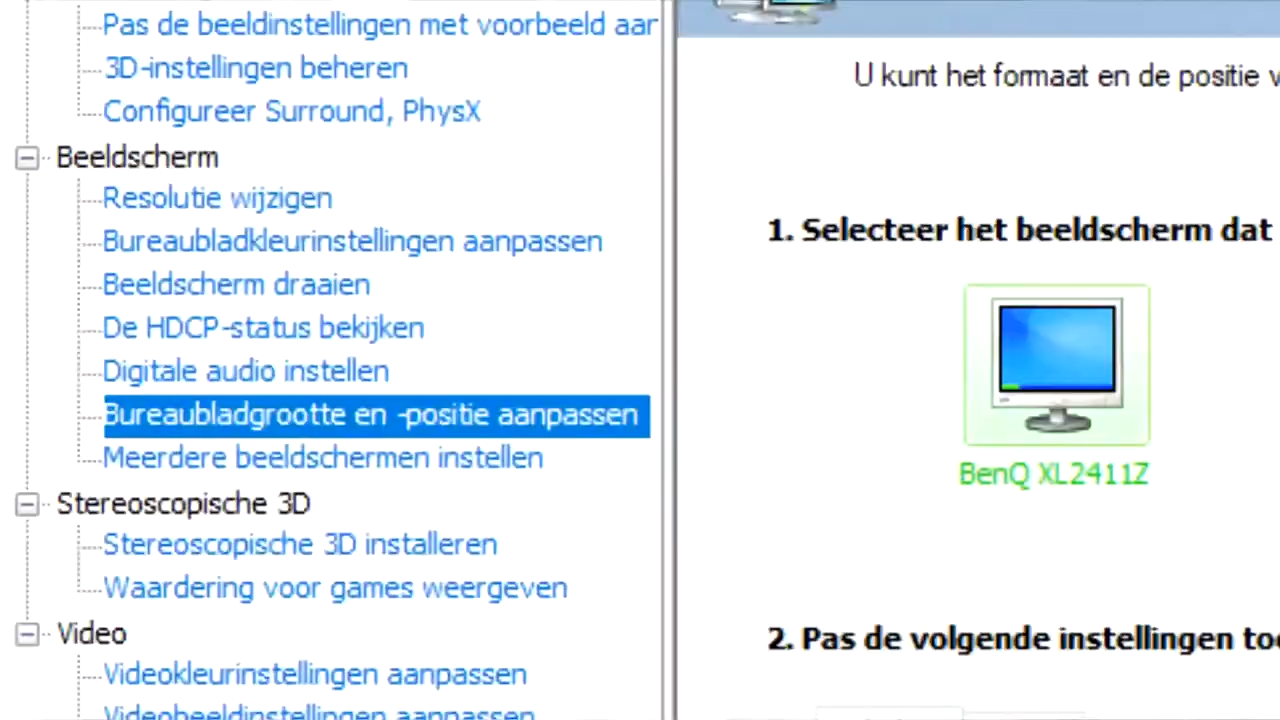 Pas de beeldinstellingen met voorbeeld aan
3D-instellingen beheren
Configureer Surround, PhysX
Beeldscherm
Resolutie wijzigen
Bureaubladkleurinstellingen aanpassen
Beeldscherm draaien
De HDCP-status bekijken
Digitale audio instellen
Bureaubladgrootte en -positie aanpassen
Meerdere beeldschermen instellen
Stereoscopische 3D
Stereoscopische 3D installeren
Waardering voor games weergeven
Video
Videokleurinstellingen aanpassen
Videobeeldinstellingen aanpassen
U kunt het formaat en de positie v
1. Selecteer het beeldscherm dat
BenQ XL2411Z
2. Pas de volgende instellingen toe